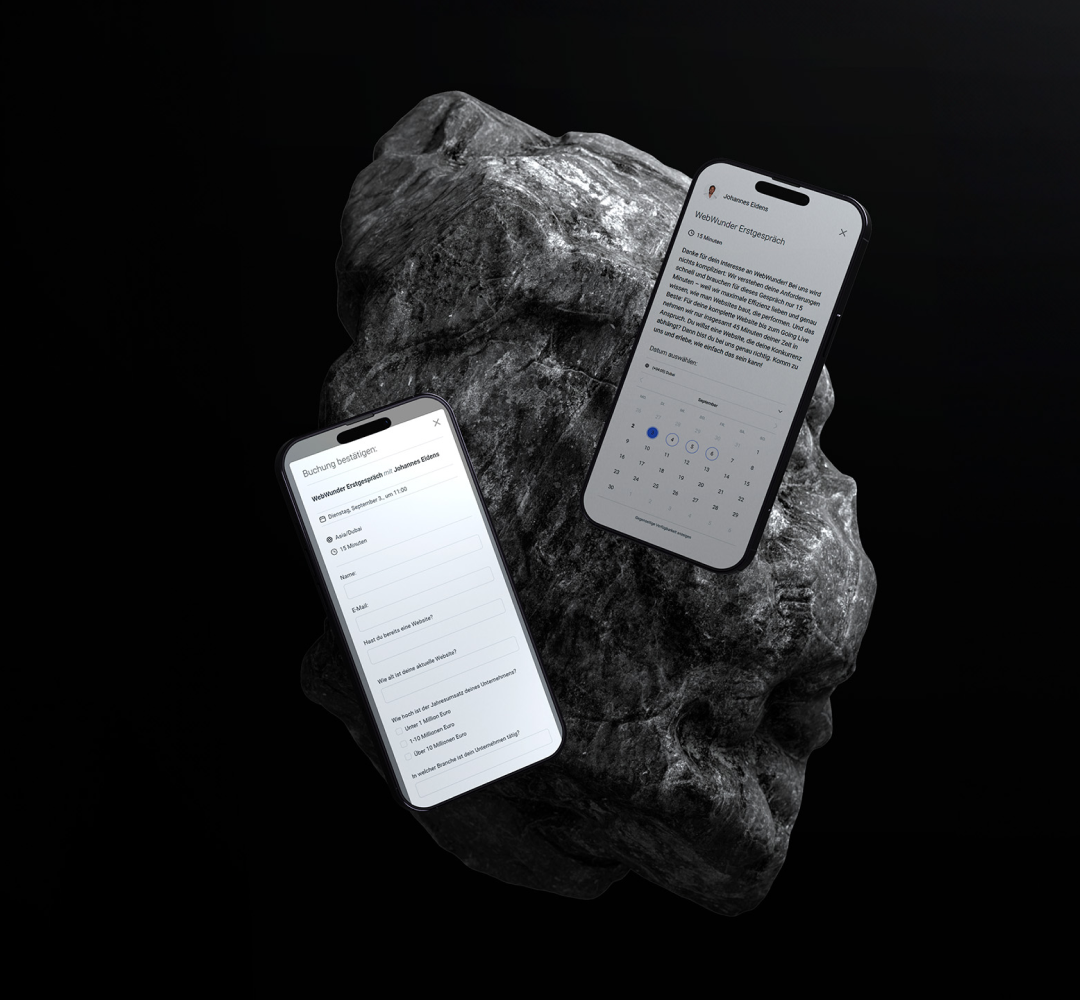 Buchung bestätigen:
WebWunder Erstgespräch mit Johannes Eidens
Dienstag, September 3., um 11:00
Asia/Dubai
15 Minuten
Name:
E-Mail:
Hast du bereits eine Website?
Wie alt ist deine aktuelle Website?
Wie hoch ist der Jahresumsatz deines Unternehmens?
Unter 1 Million Euro
1-10 Millionen Euro
Über 10 Millionen Euro
In welcher Branche ist dein Unternehmen tätig?
Johannes Eidens
WebWunder Erstgespräch
15 Minuten
Danke für dein Interesse an WebWunder! Bei uns wird
nichts kompliziert: Wir verstehen deine Anforderungen
schnell und brauchen für dieses Gespräch nur 15
Minuten – weil wir maximale Effizienz lieben und genau
wissen, wie man Websites baut, die performen. Und das
Beste: Für deine komplette Website bis zum Going Live
nehmen wir nur insgesamt 45 Minuten deiner Zeit in
Anspruch. Du willst eine Website, die deine Konkurrenz
abhängt? Dann bist du bei uns genau richtig. Komm zu
uns und erlebe, wie einfach das sein kann!
Datum auswählen:
September
1
2 3 4 5 6 7 8
9 10 11 12 13 14 15
16 17 18 19 20 21 22
23 24 25 26 27 28 29
30 1 2 3 4 5 6